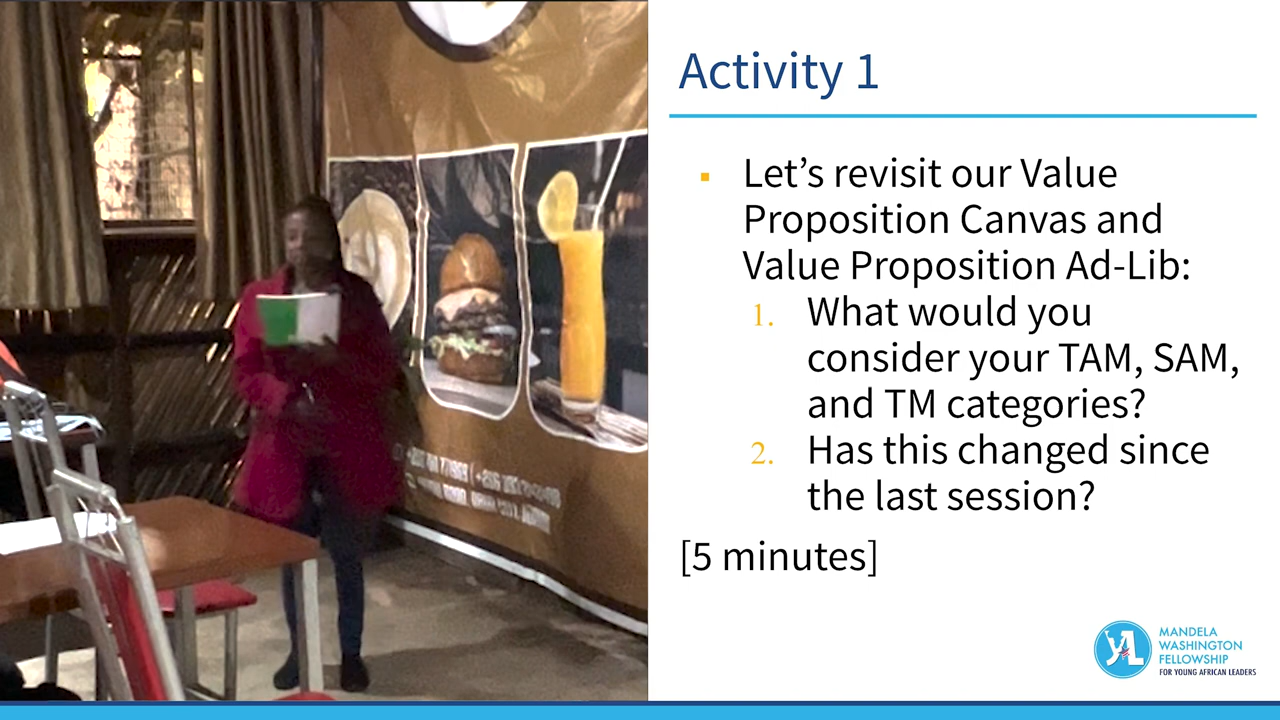 Activity 1
▪ Let’s revisit our Value
Proposition Canvas and
Value Proposition Ad-Lib:
1. What would you
consider your TAM, SAM,
and TM categories?
2. Has this changed since
the last session?
[5 minutes]
MANDELA
WASHINGTON
FELLOWSHIP
FOR YOUNG AFRICAN LEADERS